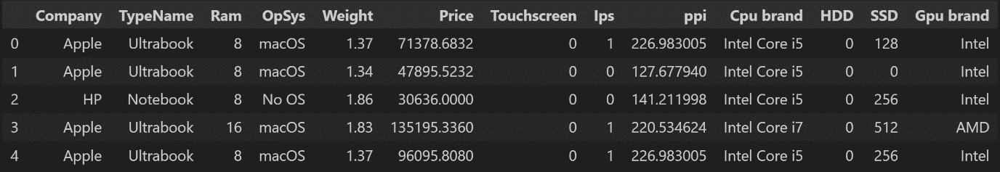 Company TypeName Ram OpSys Weight Price Touchscreen Ips ppi Cpu brand HDD SSD Gpu brand
0 Apple Ultrabook 8 macOS 1.37 71378.6832 0 1 226.983005 Intel Core i5 0 128 Intel
1 Apple Ultrabook 8 macOS 1.34 47895.5232 0 0 127.677940 Intel Core i5 0 0 Intel
2 HP Notebook 8 No OS 1.86 30636.0000 0 0 141.211998 Intel Core i5 0 256 Intel
3 Apple Ultrabook 16 macOS 1.83 135195.3360 0 1 220.534624 Intel Core i7 0 512 AMD
4 Apple Ultrabook 8 macOS 1.37 96095.8080 0 1 226.983005 Intel Core i5 0 256 Intel